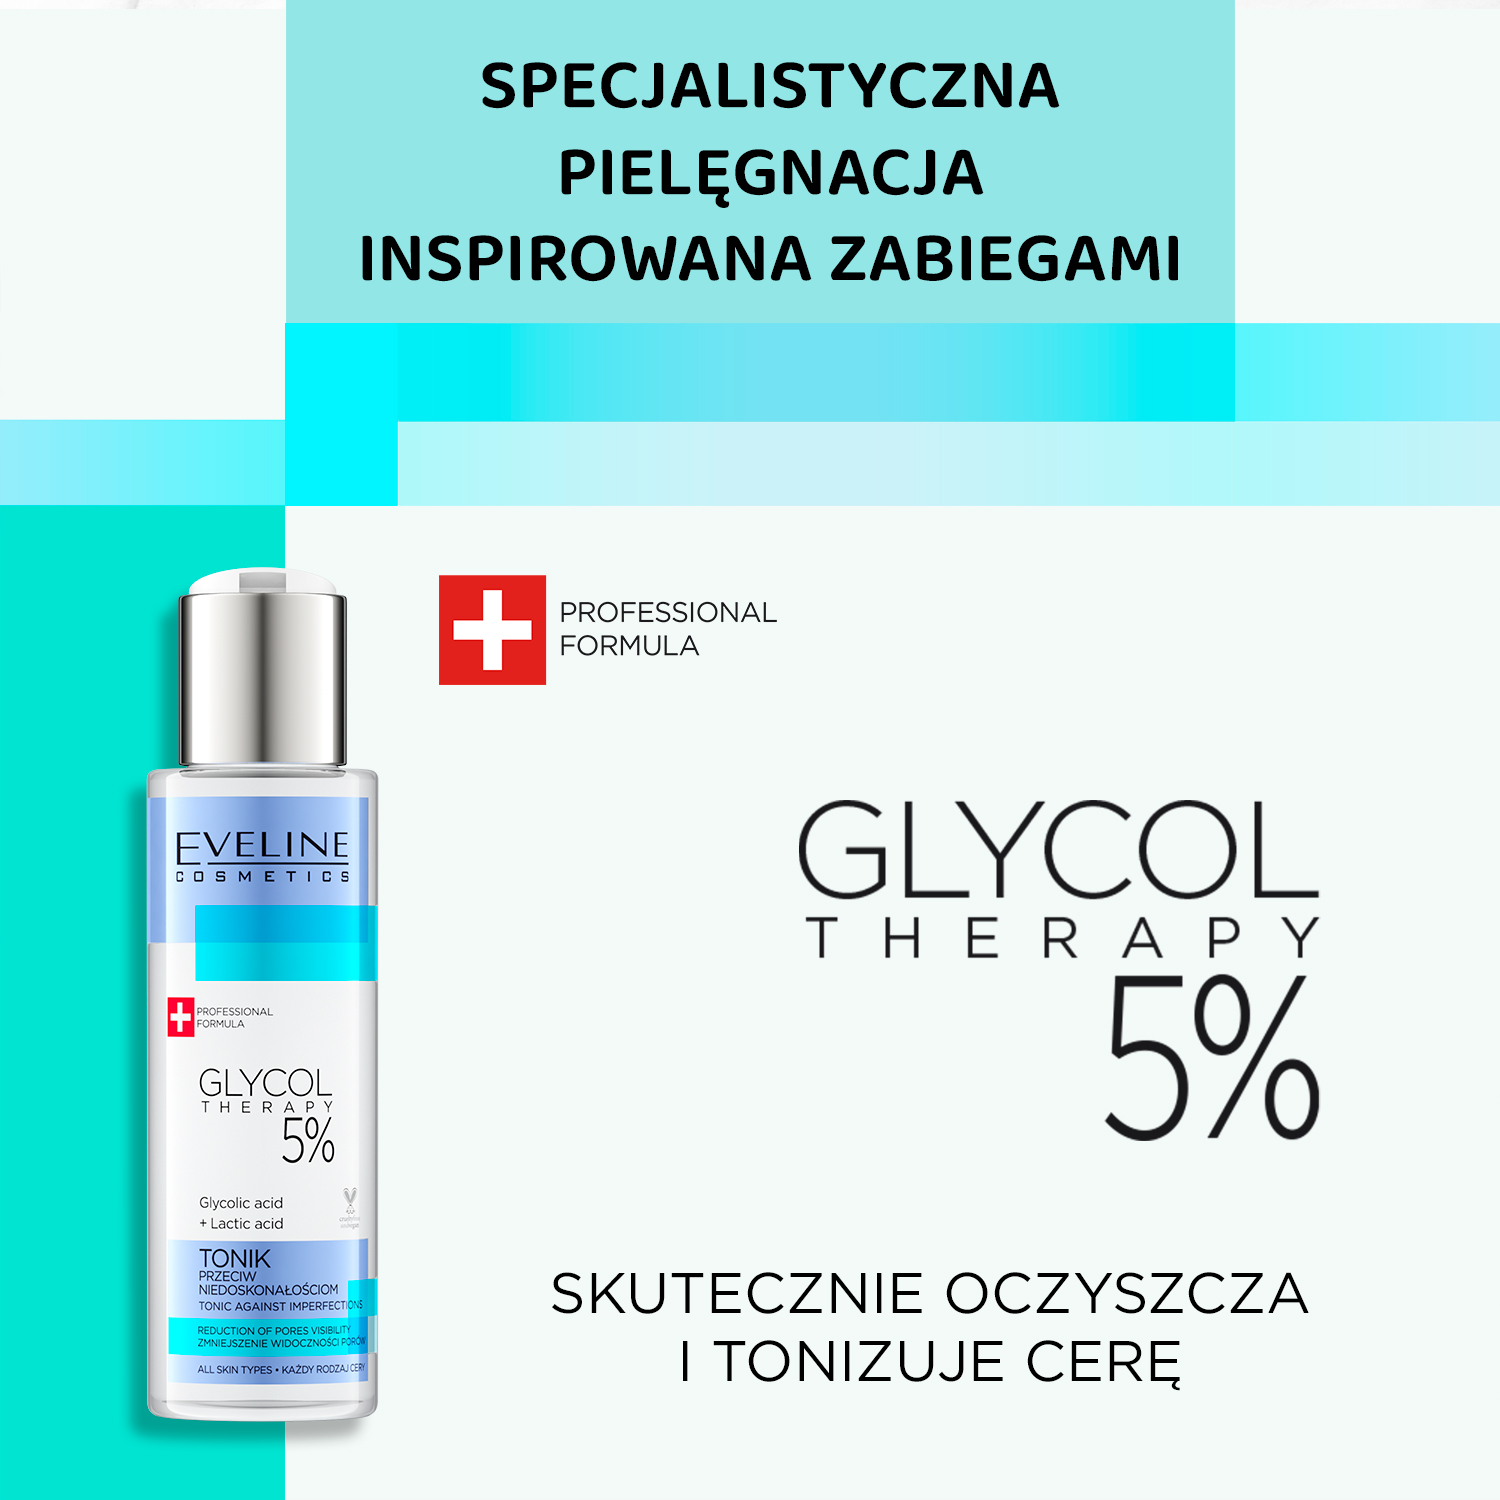 SPECJALISTYCZNA
PIELĘGNACJA
INSPIROWANA ZABIEGAMI
PROFESSIONAL
FORMULA
GLYCOL
THERAPY
5%
SKUTECZNIE OCZYSZCZA
I TONIZUJE CERĘ
EVELINE
COSMETICS
PROFESSIONAL
FORMULA
GLYCOL
THERAPY
5%
Glycolic acid
+ Lactic acid
TONIK
PRZECIW
NIEDOSKONAŁOŚCIOM
TONIC AGAINST IMPERFECTIONS
REDUCTION OF PORES VISIBILITY
ZMNIEJSZENIE WIDOCZNOŚCI PORÓW
ALL SKIN TYPES • KAŻDY RODZAJ CERY